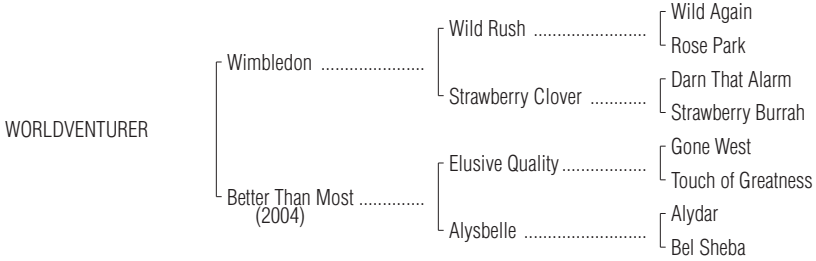 Wild Again
Wild Rush ........................
Rose Park
Wimbledon ......................
Darn That Alarm
Strawberry Clover ............
Strawberry Burrah
WORLDVENTURER
Gone West
Elusive Quality..................
Touch of Greatness
Better Than Most ..............
(2004)
Alydar
Alysbelle ..........................
Bel Sheba